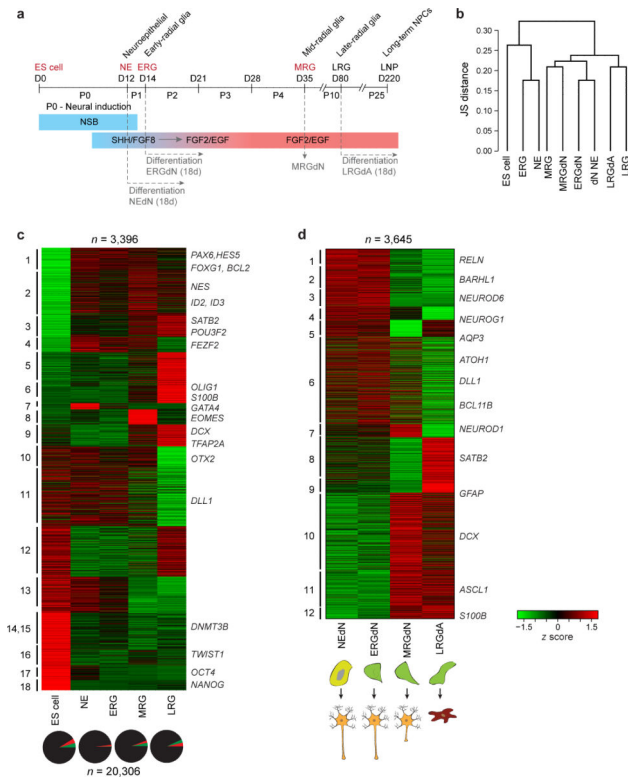 a
Neuroepithelial
Early-radial glia
Mid-radial glia
Late-radial glia
Long-term NPCs
ES cell NE ERG MRG LRG LNP
D0 D12 D14 D21 D28 D35 D80 D220
P0 P1 P2 P3 P4 P10 P25
P0 - Neural induction
NSB
SHH/FGF8 FGF2/EGF FGF2/EGF
Differentiation
ERGdN (18d)
MRGdN
Differentiation
LRGdA (18d)
Differentiation
NEdN (18d)
b
JS distance
0.30
0.25
0.20
0.15
0.10
0.05
0.00
ES cell
ERG
NE
MRG
MRGdN
ERGdN
dN NE
LRGdA
LRG
c
n = 3,396
1
2
3
4
5
6
7
8
9
10
11
12
13
14,15
16
17
18
PAX6,HES5
FOXG1, BCL2
NES
ID2, ID3
SATB2
POU3F2
FEZF2
OLIG1
S100B
GATA4
EOMES
DCX
TFAP2A
OTX2
DLL1
DNMT3B
TWIST1
OCT4
NANOG
ES cell
NE
ERG
MRG
LRG
n = 20,306
d
n = 3,645
1
2
3
4
5
6
7
8
9
10
11
12
RELN
BARHL1
NEUROD6
NEUROG1
AQP3
ATOH1
DLL1
BCL11B
NEUROD1
SATB2
GFAP
DCX
ASCL1
S100B
NEdN
ERGdN
MRGdN
LRGdA
−1.5 0 1.5
z score